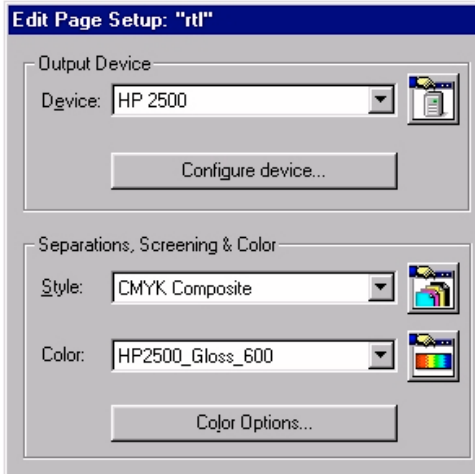 Edit Page Setup: "rtl"
Output Device
Device: HP 2500
Configure device...
Separations, Screening & Color
Style: CMYK Composite
Color: HP2500_Gloss_600
Color Options...